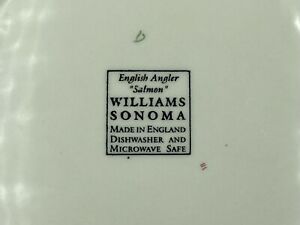 English Angler
"Salmon"
WILLIAMS
SONOMA
MADE IN ENGLAND
DISHWASHER AND
MICROWAVE SAFE